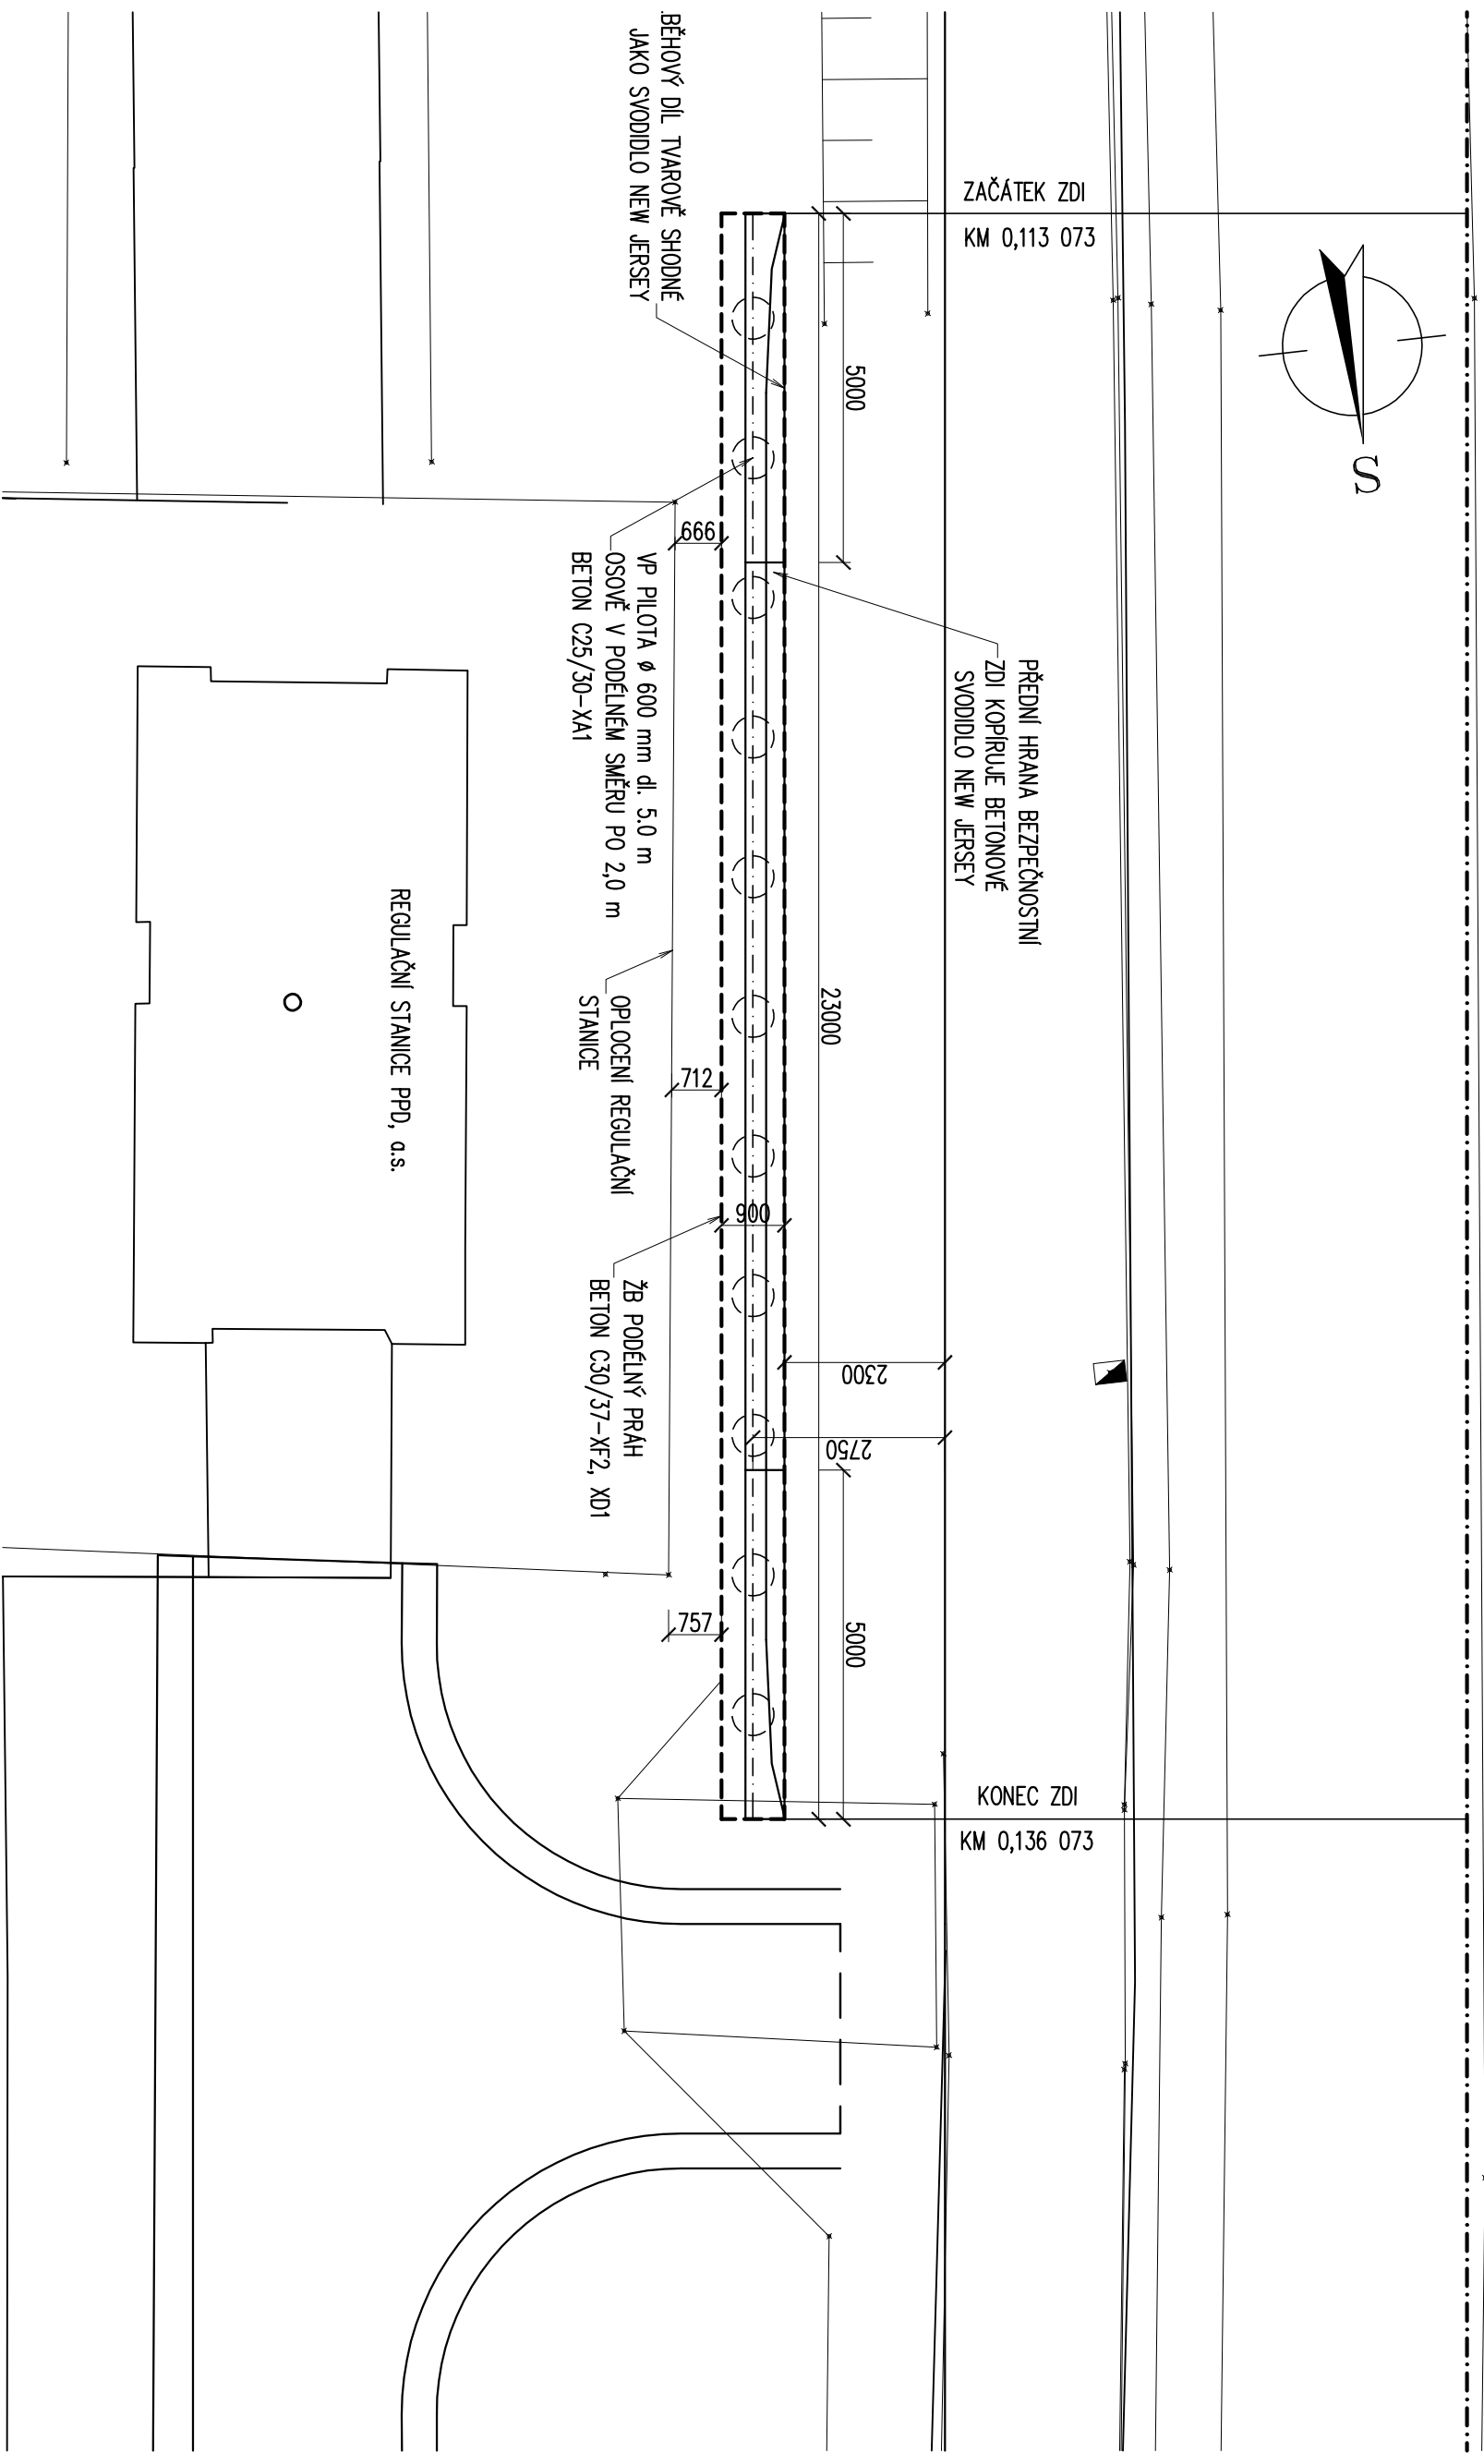 ZAČÁTEK ZDI
KM 0,113 073
BĚHOVÝ DÍL TVAROVĚ SHODNÉ
JAKO SVODIDLO NEW JERSEY
S
5000
666
VP PILOTA ø 600 mm dl. 5.0 m
OSOVĚ V PODÉLNÉM SMĚRU PO 2,0 m
BETON C25/30-XA1
PŘEDNÍ HRANA BEZPEČNOSTNÍ
ZDI KOPÍRUJE BETONOVÉ
SVODIDLO NEW JERSEY
REGULAČNÍ STANICE PPD, a.s.
23000
OPLOCENÍ REGULAČNÍ
STANICE
712
900
ŽB PODÉLNÝ PRÁH
BETON C30/37-XF2, XD1
2300
2750
757
5000
KONEC ZDI
KM 0,136 073